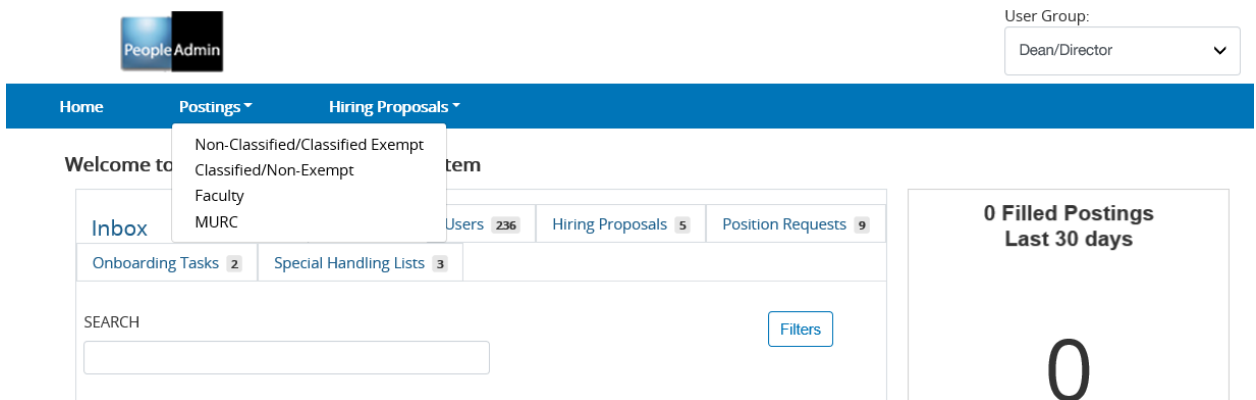 PeopleAdmin
User Group:
Dean/Director
Home Postings Hiring Proposals
Non-Classified/Classified Exempt
Classified/Non-Exempt
Faculty
MURC
Welcome to tem
Inbox Users 236 Hiring Proposals 5 Position Requests 9
Onboarding Tasks 2 Special Handling Lists 3
SEARCH
Filters
0 Filled Postings
Last 30 days
0